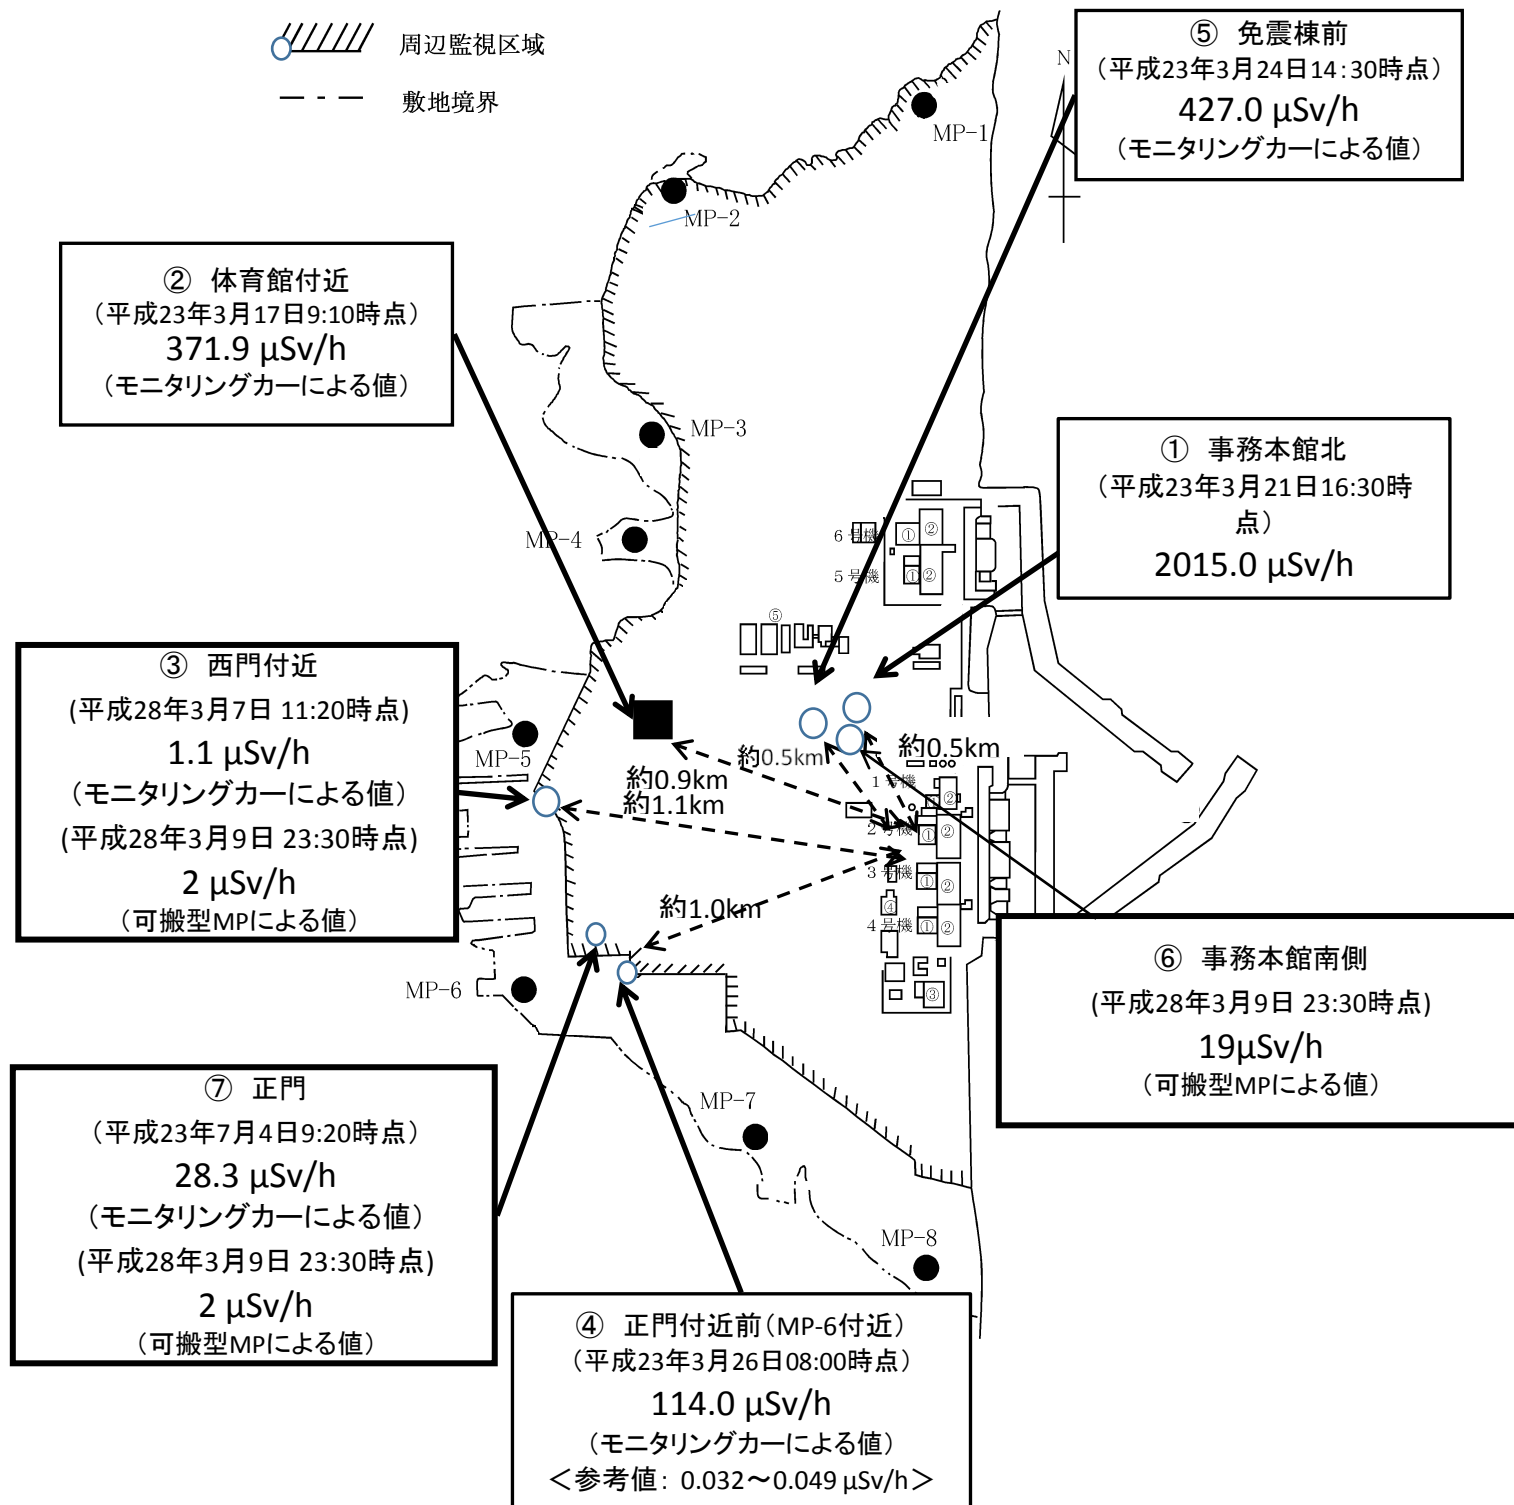 周辺監視区域
敷地境界
N
⑤ 免震棟前
（平成23年3月24日14:30時点）
427.0 μSv/h
（モニタリングカーによる値）
MP-1
MP-2
② 体育館付近
（平成23年3月17日9:10時点）
371.9 μSv/h
（モニタリングカーによる値）
MP-3
① 事務本館北
（平成23年3月21日16:30時
点）
2015.0 μSv/h
MP-4
6号機
① ②
5号機
① ②
⑤
③ 西門付近
(平成28年3月7日 11:20時点)
1.1 μSv/h
(モニタリングカーによる値)
(平成28年3月9日 23:30時点)
2 μSv/h
(可搬型MPによる値)
MP-5
約0.5km
約0.5km
約0.9km
約1.1km
1号機
① ②
2号機
① ②
3号機
① ②
④
4号機
① ②
約1.0km
③
MP-6
⑥ 事務本館南側
(平成28年3月9日 23:30時点)
19μSv/h
（可搬型MPによる値）
⑦ 正門
（平成23年7月4日9:20時点）
28.3 μSv/h
（モニタリングカーによる値）
(平成28年3月9日 23:30時点)
2 μSv/h
（可搬型MPによる値）
MP-7
MP-8
④ 正門付近前（MP-6付近）
（平成23年3月26日08:00時点）
114.0 μSv/h
（モニタリングカーによる値）
＜参考値: 0.032～0.049 μSv/h＞